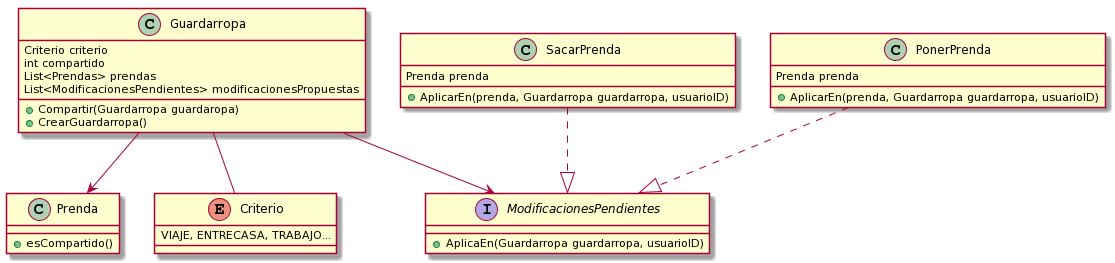 C Guardarropa
Criterio criterio
int compartido
List<Prendas> prendas
List<ModificacionesPendientes> modificacionesPropuestas
Compartir(Guardarropa guardaropa)
CrearGuardarropa()
C SacarPrenda
Prenda prenda
AplicarEn(prenda, Guardarropa guardarropa, usuarioID)
C PonerPrenda
Prenda prenda
AplicarEn(prenda, Guardarropa guardarropa, usuarioID)
C Prenda
esCompartido()
E Criterio
VIAJE, ENTRECASA, TRABAJO...
I ModificacionesPendientes
AplicaEn(Guardarropa guardarropa, usuarioID)